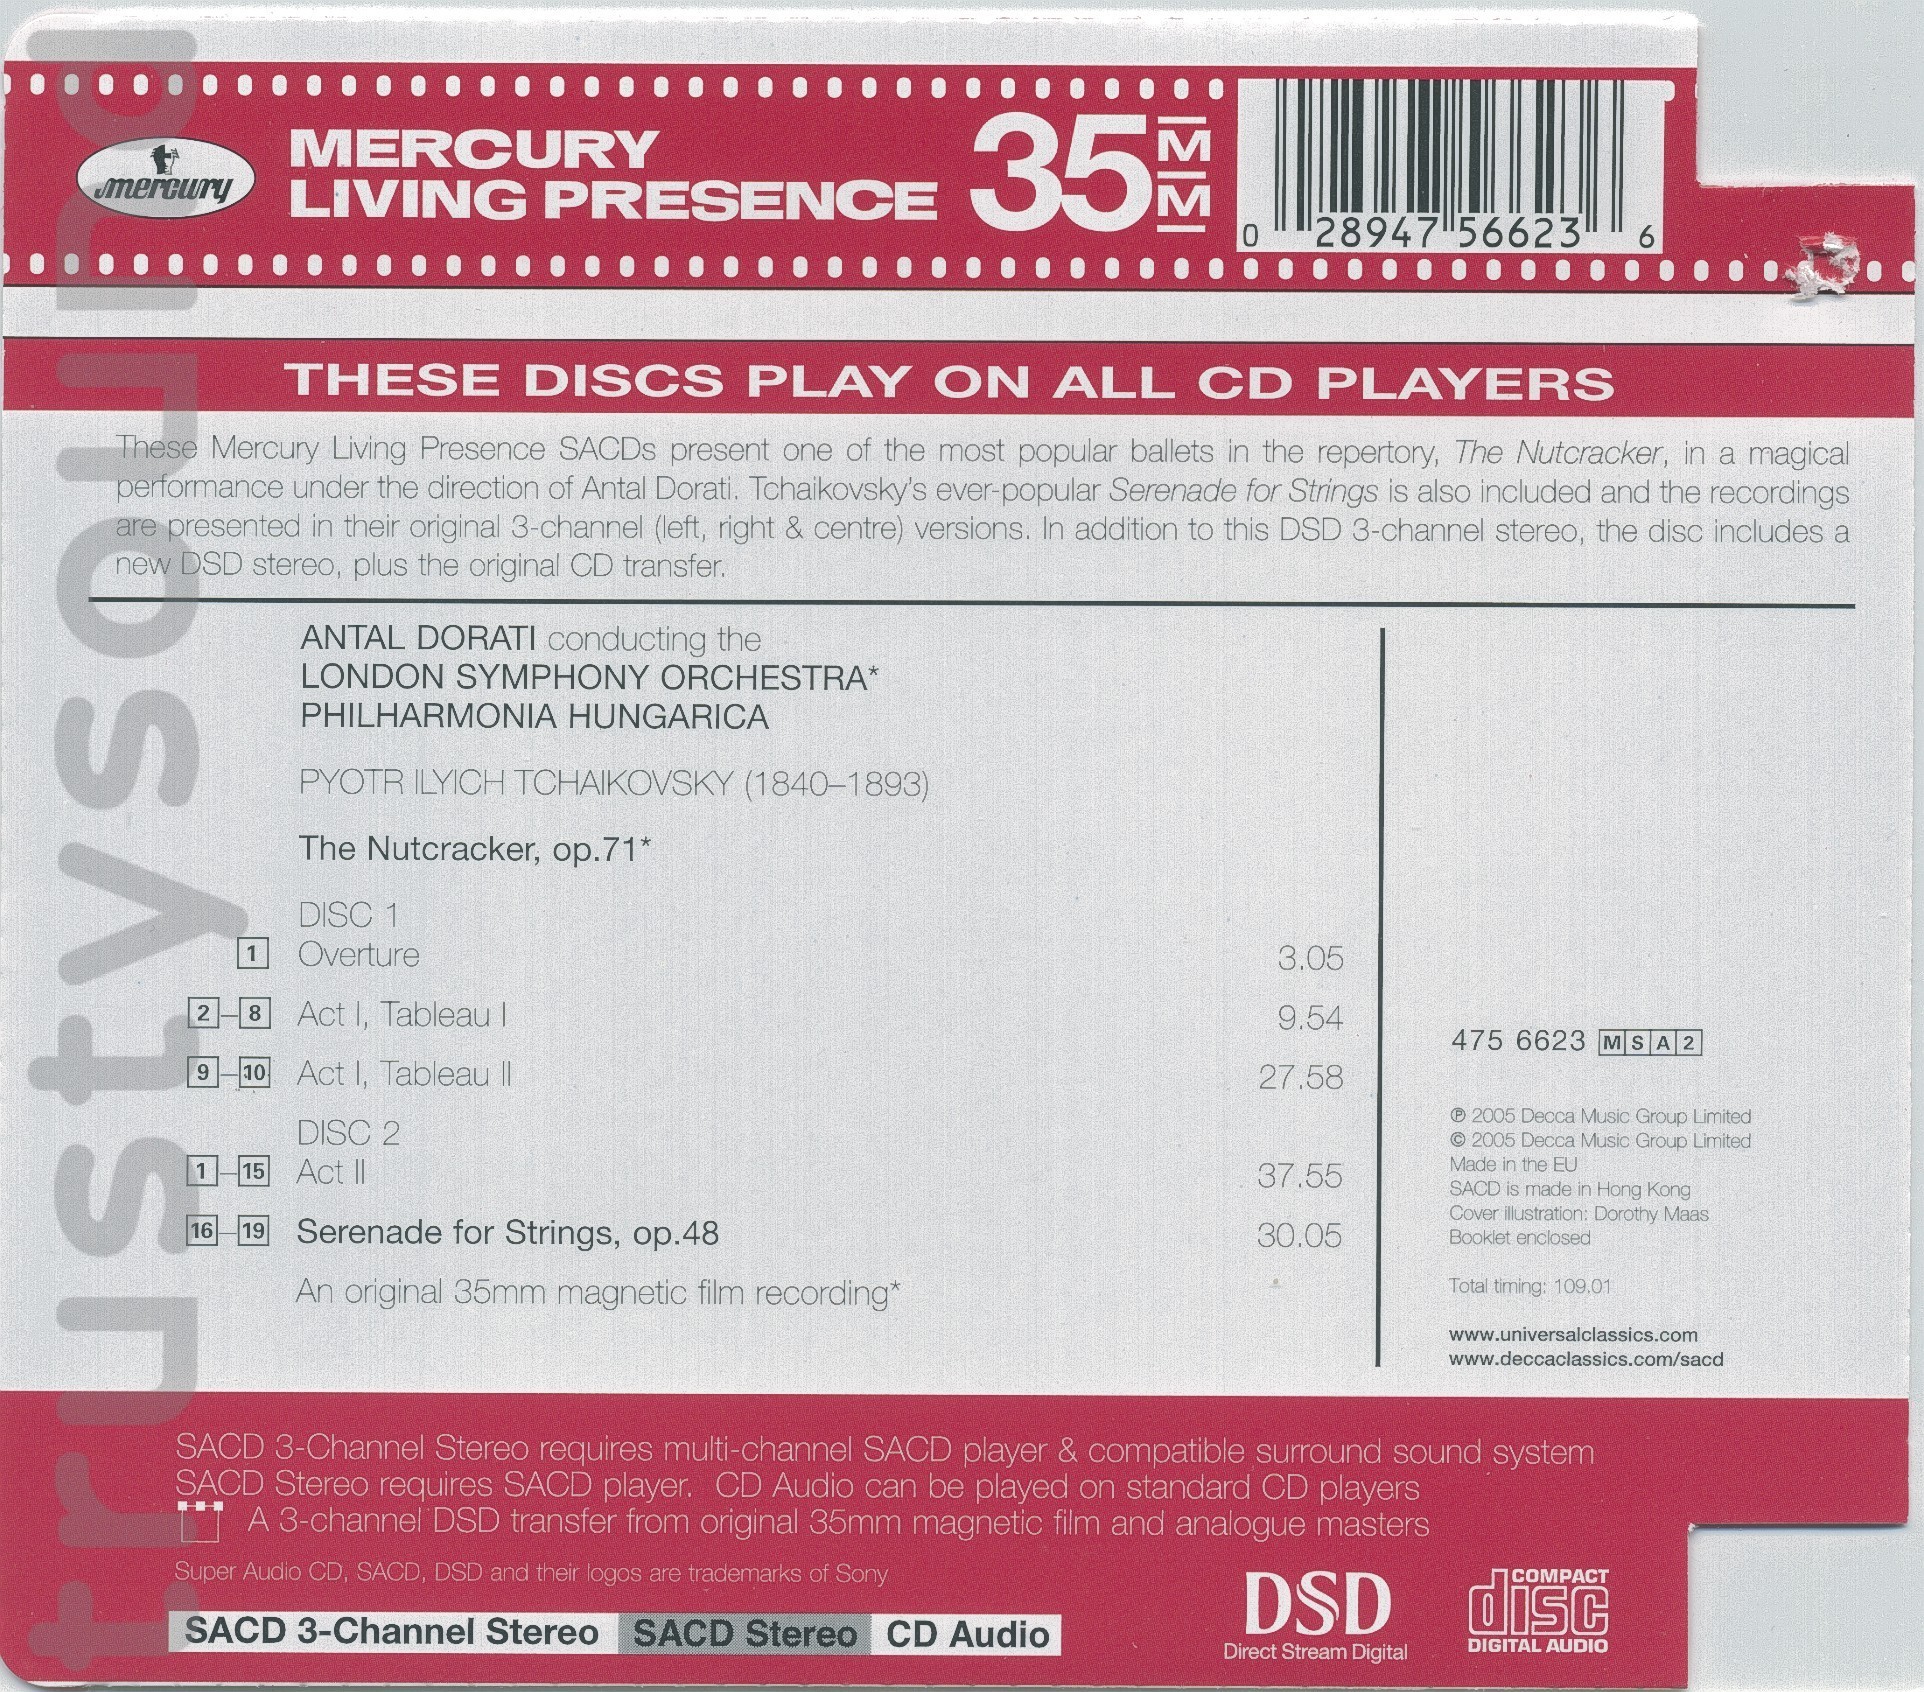 mercury
MERCURY
LIVING PRESENCE
35MM
0 28947 56623 6
THESE DISCS PLAY ON ALL CD PLAYERS
These Mercury Living Presence SACDs present one of the most popular ballets in the repertory, The Nutcracker, in a magical
performance under the direction of Antal Dorati. Tchaikovsky's ever-popular Serenade for Strings is also included and the recordings
are presented in their original 3-channel (left, right & centre) versions. In addition to this DSD 3-channel stereo, the disc includes a
new DSD stereo, plus the original CD transfer.
ANTAL DORATI conducting the
LONDON SYMPHONY ORCHESTRA*
PHILHARMONIA HUNGARICA
PYOTR ILYICH TCHAIKOVSKY (1840–1893)
The Nutcracker, op.71*
DISC 1
1 Overture 3.05
2–8 Act I, Tableau I 9.54
9–10 Act I, Tableau II 27.58
DISC 2
1–15 Act II 37.55
16–19 Serenade for Strings, op.48 30.05
An original 35mm magnetic film recording*
475 6623 MSA2
℗ 2005 Decca Music Group Limited
© 2005 Decca Music Group Limited
Made in the EU
SACD is made in Hong Kong
Cover illustration: Dorothy Maas
Booklet enclosed
Total timing: 109.01
www.universalclassics.com
www.deccaclassics.com/sacd
SACD 3-Channel Stereo requires multi-channel SACD player & compatible surround sound system
SACD Stereo requires SACD player. CD Audio can be played on standard CD players
A 3-channel DSD transfer from original 35mm magnetic film and analogue masters
Super Audio CD, SACD, DSD and their logos are trademarks of Sony
SACD 3-Channel Stereo SACD Stereo CD Audio
DSD
Direct Stream Digital
COMPACT
disc
DIGITAL AUDIO
trustysound